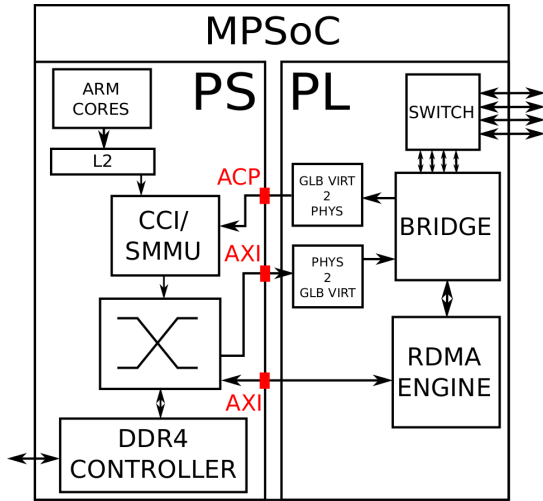 MPSoC
PS
PL
ARM
CORES
L2
CCI/
SMMU
ACP
AXI
AXI
DDR4
CONTROLLER
GLB VIRT
2
PHYS
PHYS
2
GLB VIRT
SWITCH
BRIDGE
RDMA
ENGINE